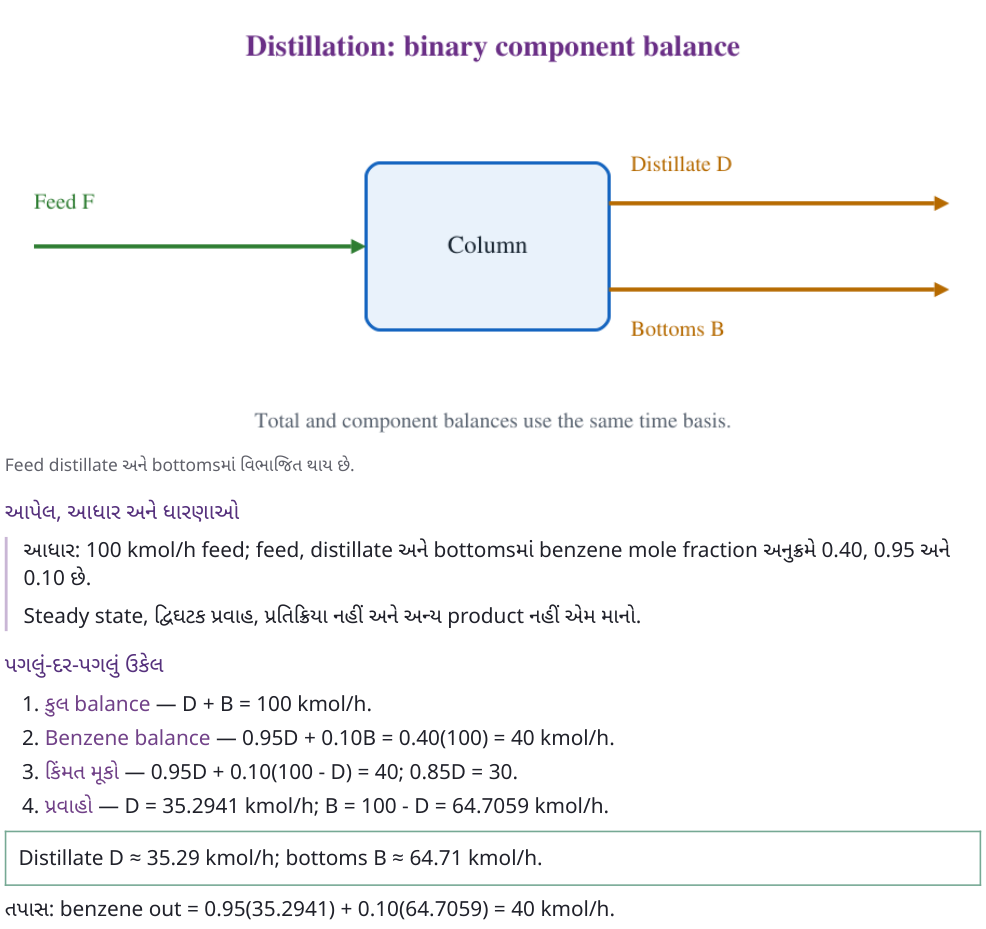 Distillation: binary component balance
Distillate D
Feed F
Column
Bottoms B
Total and component balances use the same time basis.
Feed distillate અને bottomsમાં વિભાજિત થાય છે.
આપેલ, આધાર અને ધારણાઓ
આધાર: 100 kmol/h feed; feed, distillate અને bottomsમાં benzene mole fraction અનુક્રમે 0.40, 0.95 અને
0.10 છે.
Steady state, દ્વિઘટક પ્રવાહ, પ્રતિક્રિયા નહીં અને અન્ય product નહીં એમ માનો.
પગલું-દર-પગલું ઉકેલ
1. કુલ balance — D + B = 100 kmol/h.
2. Benzene balance — 0.95D + 0.10B = 0.40(100) = 40 kmol/h.
3. કિંમત મૂકો — 0.95D + 0.10(100 - D) = 40; 0.85D = 30.
4. પ્રવાહો — D = 35.2941 kmol/h; B = 100 - D = 64.7059 kmol/h.
Distillate D ≈ 35.29 kmol/h; bottoms B ≈ 64.71 kmol/h.
તપાસ: benzene out = 0.95(35.2941) + 0.10(64.7059) = 40 kmol/h.